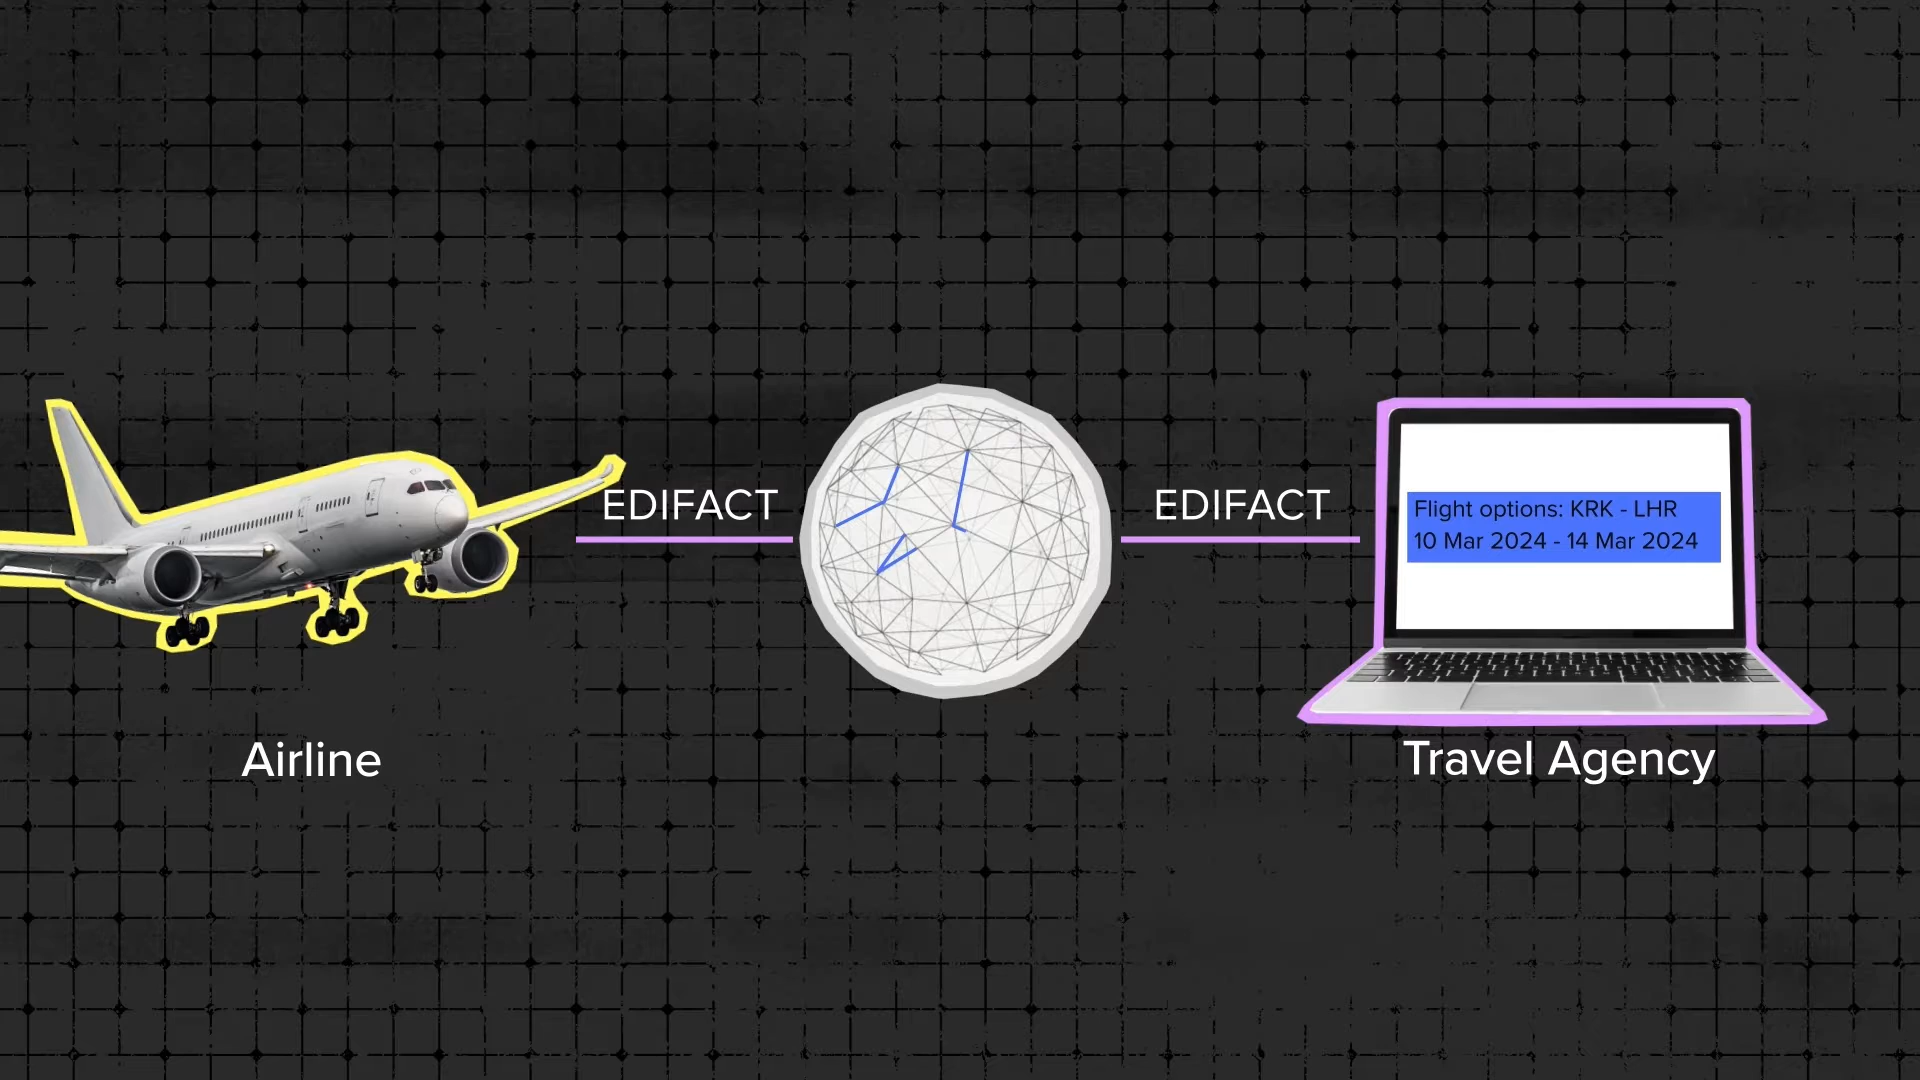 EDIFACT
EDIFACT
Flight options: KRK - LHR
10 Mar 2024 - 14 Mar 2024
Airline
Travel Agency